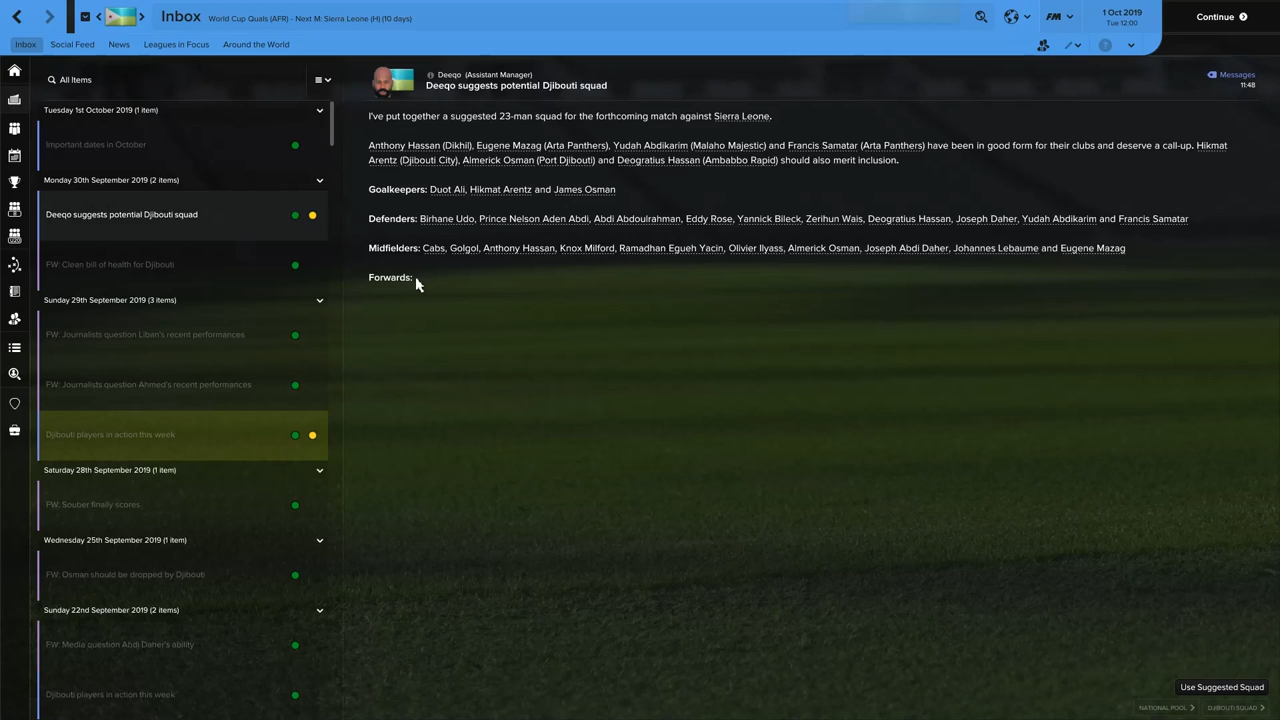 Inbox
World Cup Quals (AFR) - Next M: Sierra Leone (H) (10 days)
FM
1 Oct 2019
Tue 12:00
Continue
Inbox
Social Feed
News
Leagues in Focus
Around the World
?
All Items
Tuesday 1st October 2019 (1 item)
Important dates in October
Monday 30th September 2019 (2 items)
Deeqo suggests potential Djibouti squad
FW: Clean bill of health for Djibouti
Sunday 29th September 2019 (3 items)
FW: Journalists question Liban's recent performances
FW: Journalists question Ahmed's recent performances
Djibouti players in action this week
Saturday 28th September 2019 (1 item)
FW: Souber finally scores
Wednesday 25th September 2019 (1 item)
FW: Osman should be dropped by Djibouti
Sunday 22nd September 2019 (2 items)
FW: Media question Abdi Daher's ability
Djibouti players in action this week
Deeqo (Assistant Manager)
Deeqo suggests potential Djibouti squad
Messages
11:48
I've put together a suggested 23-man squad for the forthcoming match against Sierra Leone.
Anthony Hassan (Dikhil), Eugene Mazag (Arta Panthers), Yudah Abdikarim (Malaho Majestic) and Francis Samatar (Arta Panthers) have been in good form for their clubs and deserve a call-up. Hikmat
Arentz (Djibouti City), Almerick Osman (Port Djibouti) and Deogratius Hassan (Ambabbo Rapid) should also merit inclusion.
Goalkeepers: Duot Ali, Hikmat Arentz and James Osman
Defenders: Birhane Udo, Prince Nelson Aden Abdi, Abdi Abdoulrahman, Eddy Rose, Yannick Bileck, Zerihun Wais, Deogratius Hassan, Joseph Daher, Yudah Abdikarim and Francis Samatar
Midfielders: Cabs, Golgol, Anthony Hassan, Knox Milford, Ramadhan Egueh Yacin, Olivier Ilyass, Almerick Osman, Joseph Abdi Daher, Johannes Lebaume and Eugene Mazag
Forwards:
Use Suggested Squad
NATIONAL POOL
DJIBOUTI SQUAD